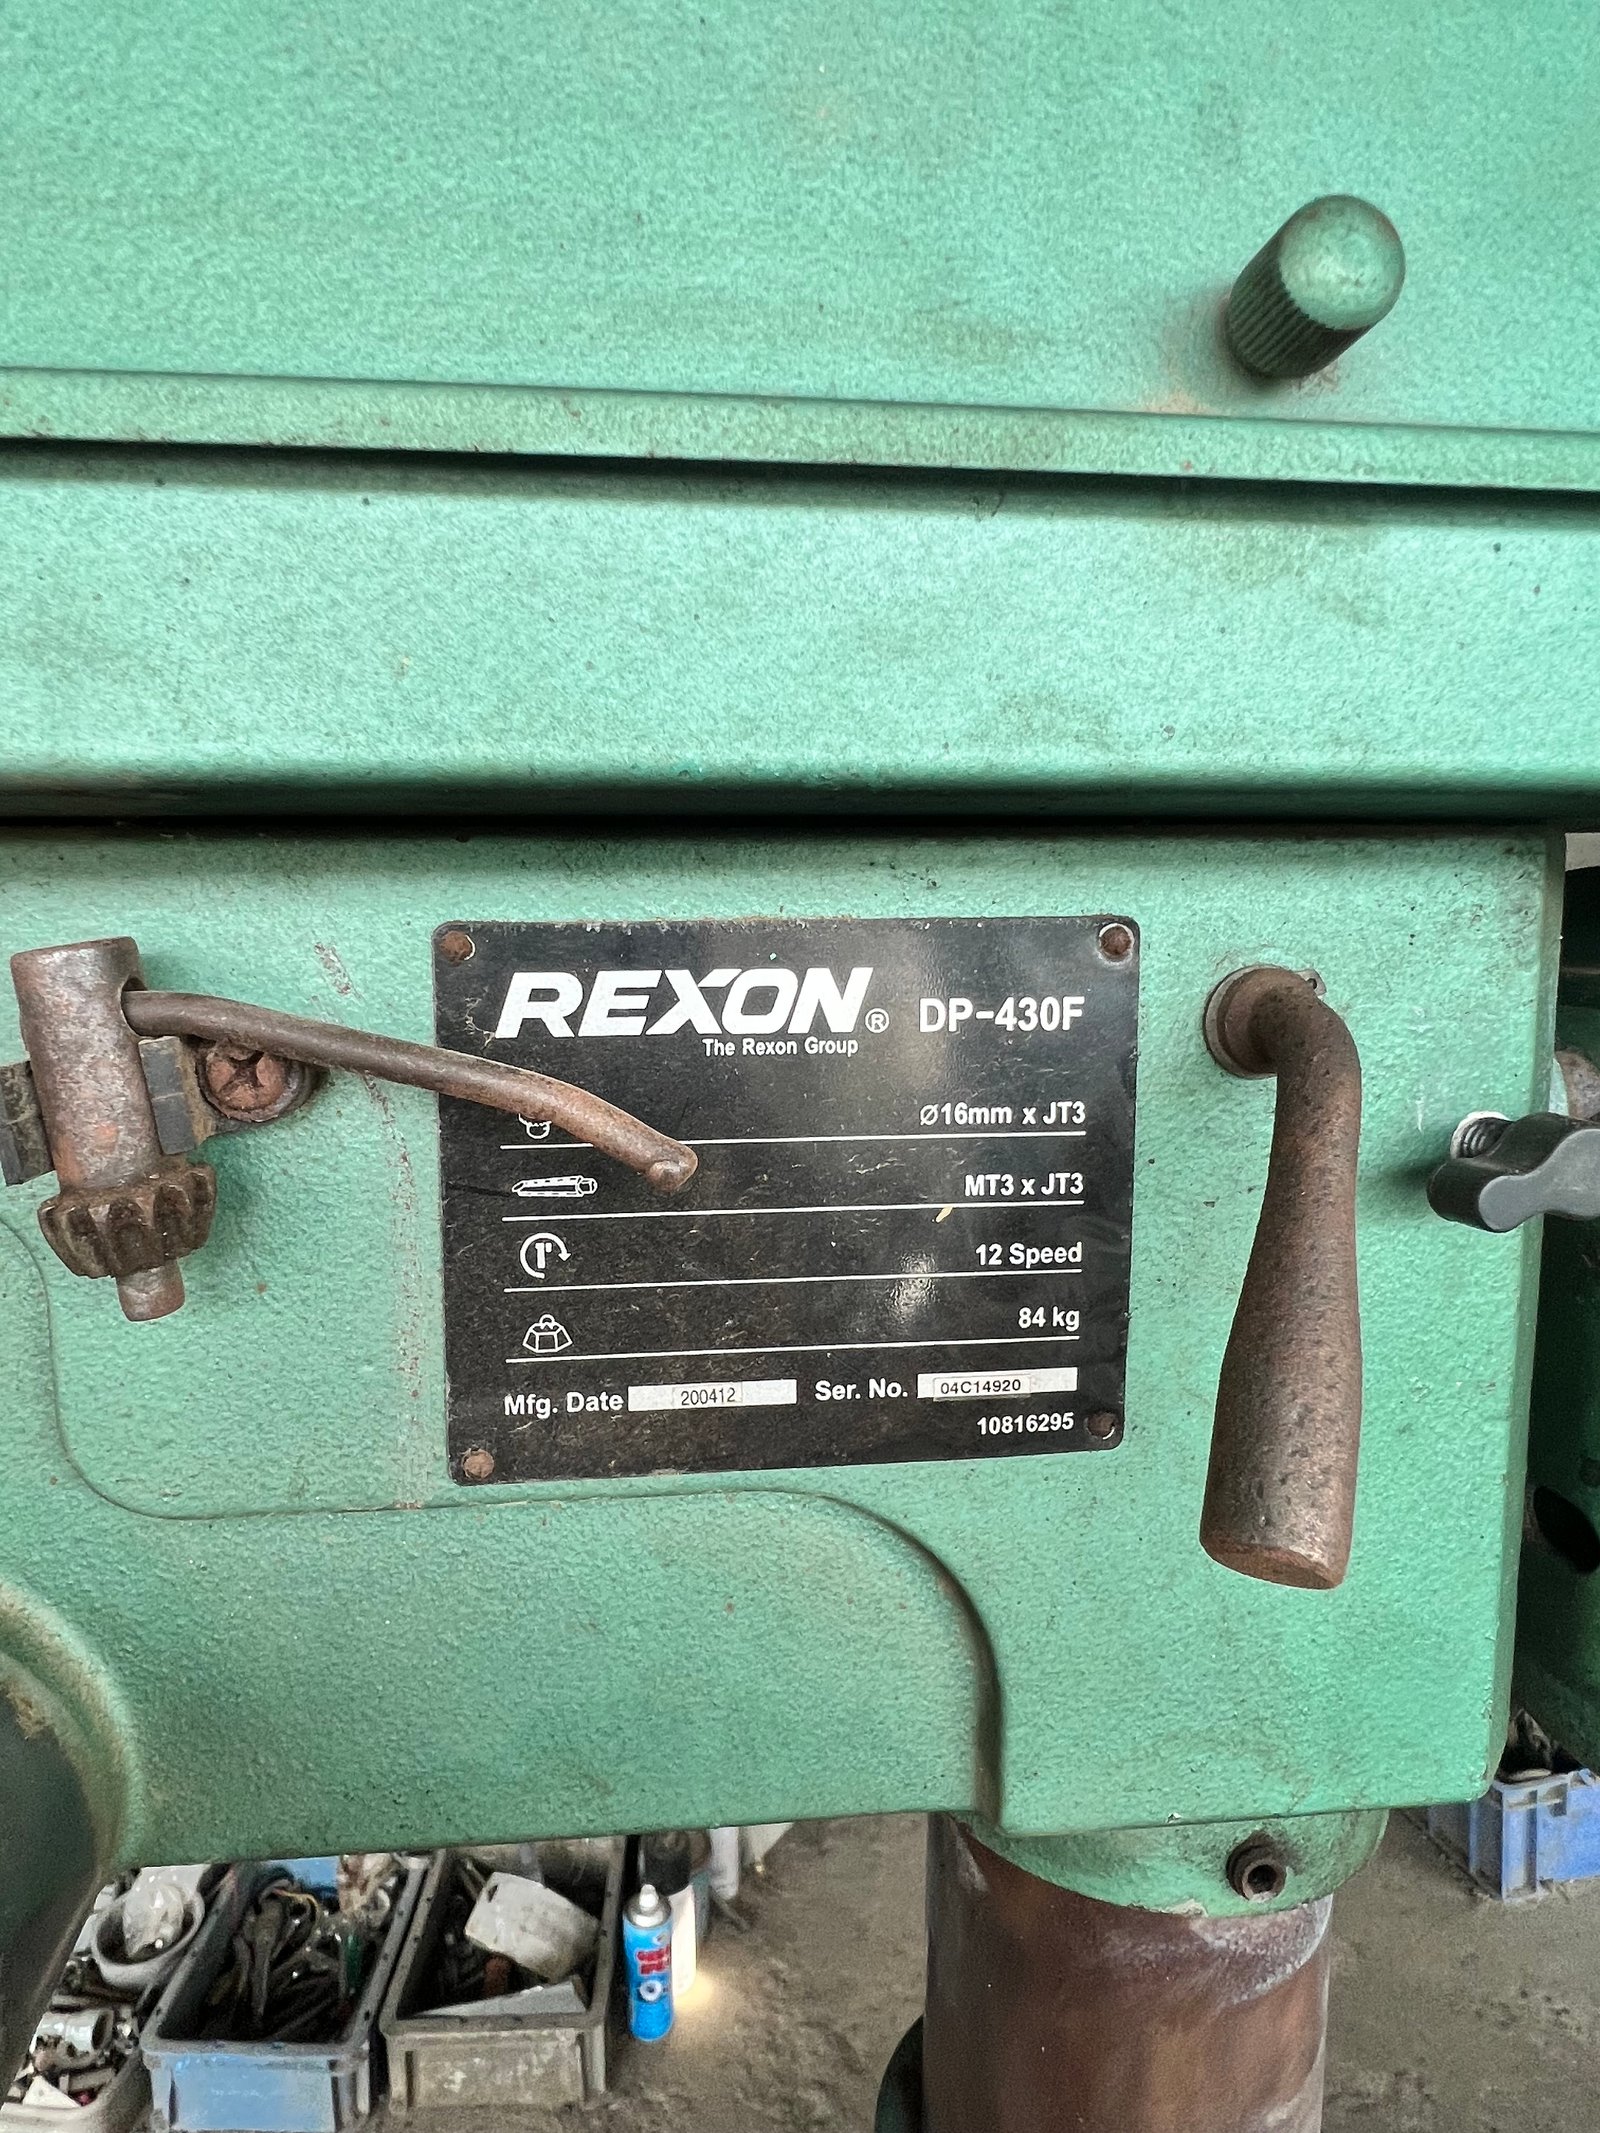 REXON® DP-430F
The Rexon Group
Ø16mm x JT3
MT3 x JT3
12 Speed
84 kg
Mfg. Date 200412 Ser. No. 04C14920
10816295